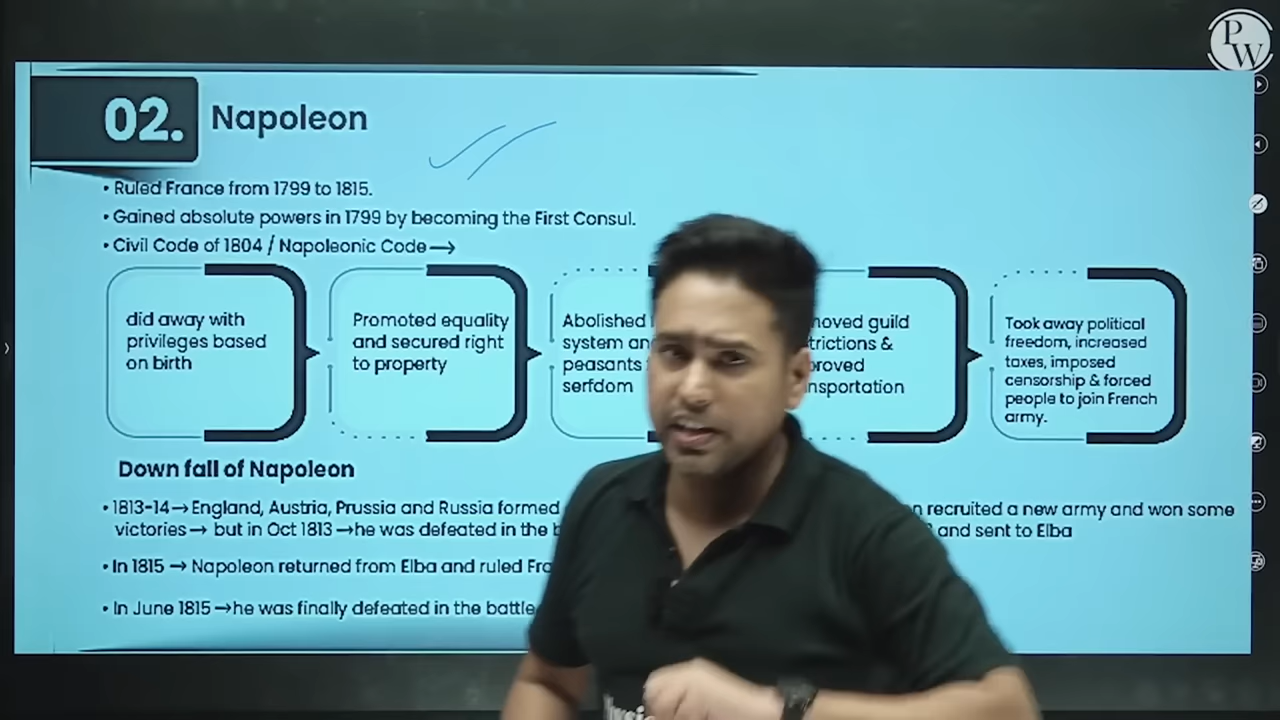 PW
02. Napoleon
• Ruled France from 1799 to 1815.
• Gained absolute powers in 1799 by becoming the First Consul.
• Civil Code of 1804 / Napoleonic Code →
did away with
privileges based
on birth
Promoted equality
and secured right
to property
Abolished
system
peasants
serfdom
guild
&
Took away political
freedom, increased
taxes, imposed
censorship & forced
people to join French
army.
Down fall of Napoleon
• 1813-14 → England, Austria, Prussia and Russia formed recruited a new army and won some
victories → but in Oct 1813 → he was defeated in the and sent to Elba
• In 1815 → Napoleon returned from Elba and ruled
• In June 1815 → he was finally defeated in the battle